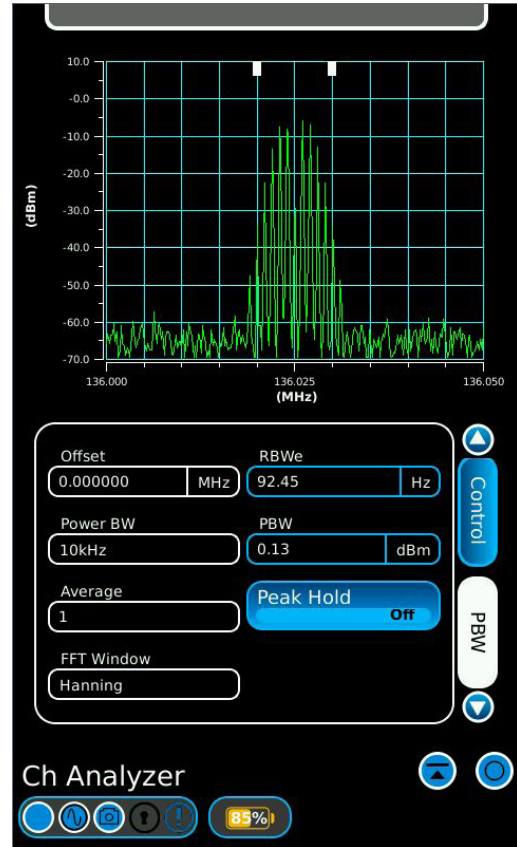 10.0
-0.0
-10.0
-20.0
-30.0
-40.0
-50.0
-60.0
-70.0
(dBm)
136.000 136.025 136.050
(MHz)
Offset RBWe
0.000000 MHz 92.45 Hz
Power BW PBW
10kHz 0.13 dBm
Average
1
Peak Hold
Off
FFT Window
Hanning
Control
PBW
Ch Analyzer
85%